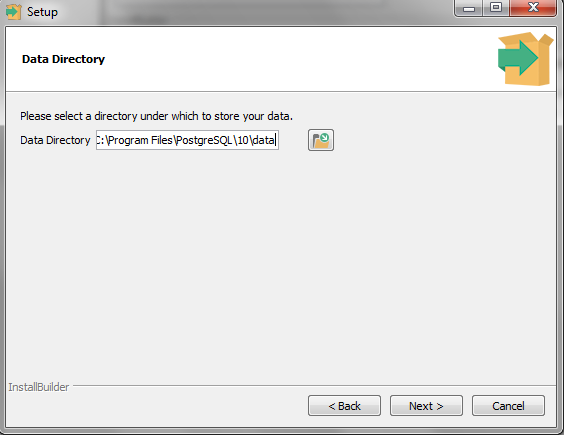 Setup
Data Directory
Please select a directory under which to store your data.
Data Directory C:\Program Files\PostgreSQL\10\data
InstallBuilder
< Back Next > Cancel